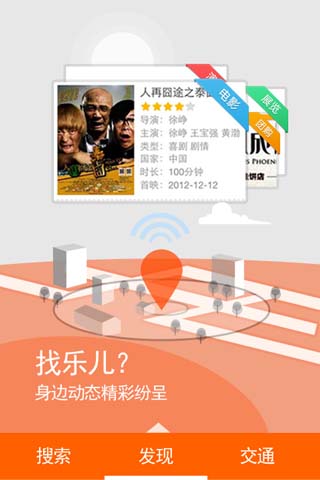 人再囧途之泰
电影
导演：徐峥
主演：徐峥 王宝强 黄渤
类型：喜剧 剧情
国家：中国
时长：100分钟
首映：2012-12-12
展览
团购
S PHOENI
饼店
找乐儿？
身边动态精彩纷呈
搜索
发现
交通